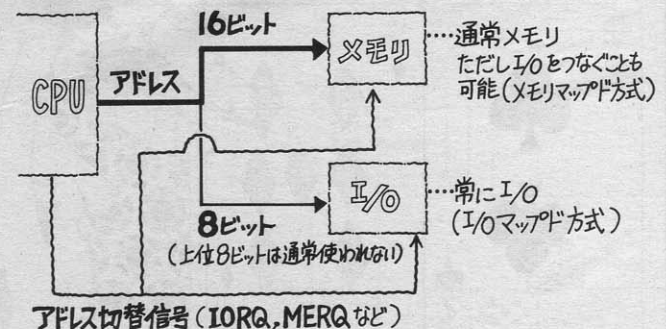 16ビット
メモリ
‥‥通常メモリ
ただしI/Oをつなぐことも
可能(メモリマップド方式)
CPU
アドレス
I/O
‥‥常にI/O
(I/Oマップド方式)
8ビット
(上位8ビットは通常使われない)
アドレス切替信号(IORQ,MERQなど)